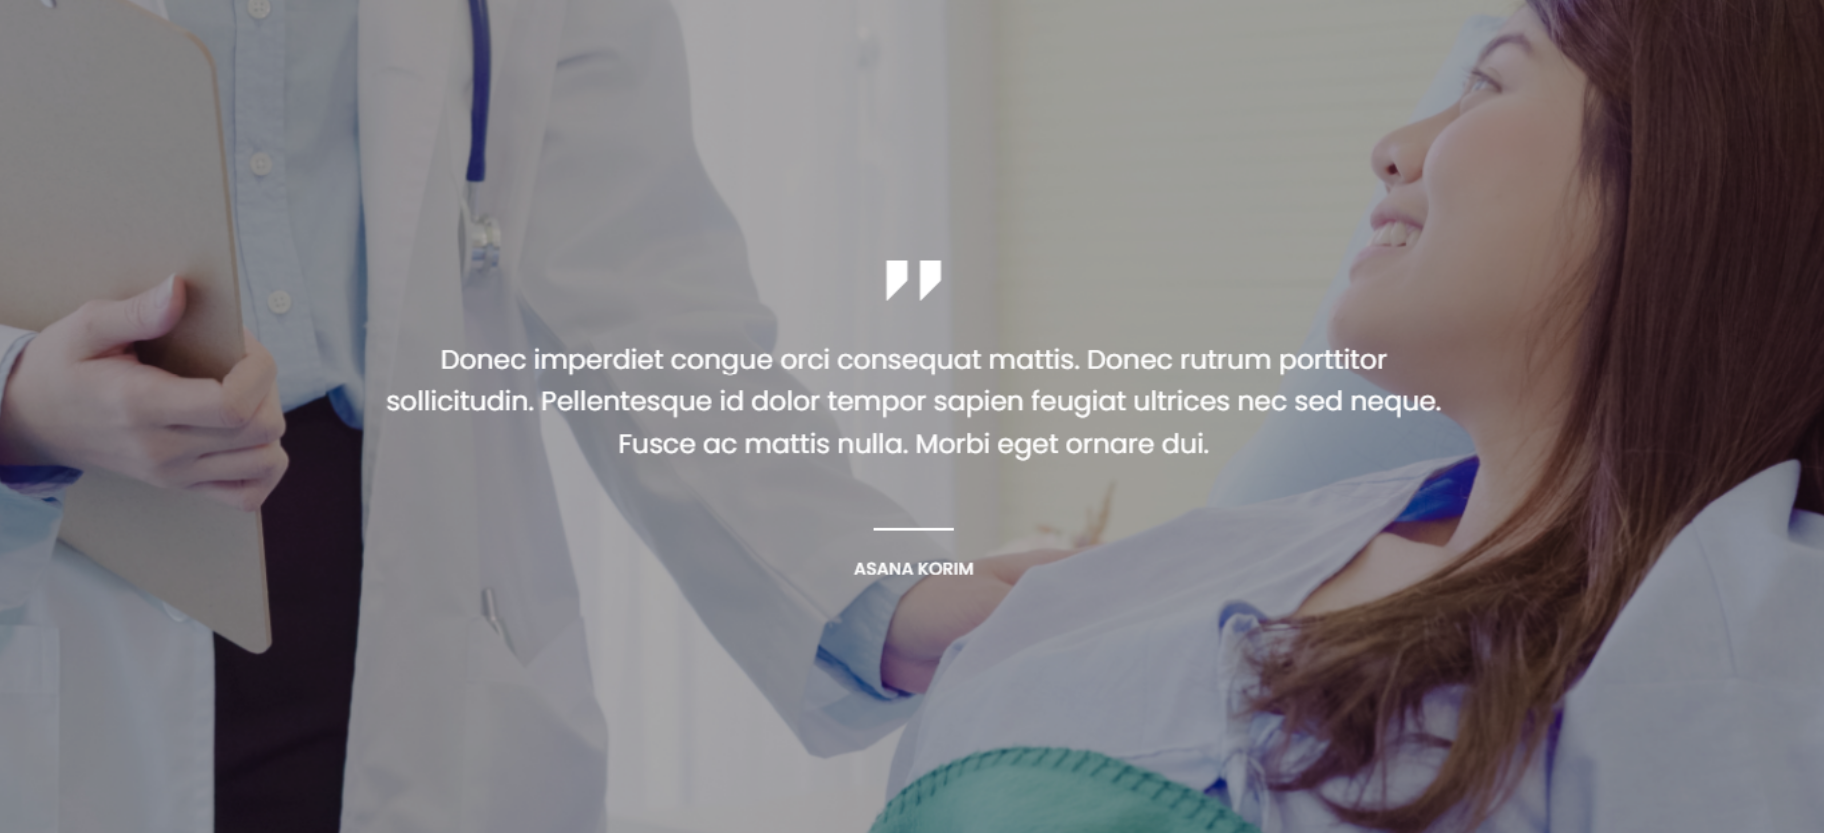 "
Donec imperdiet congue orci consequat mattis. Donec rutrum porttitor
sollicitudin. Pellentesque id dolor tempor sapien feugiat ultrices nec sed neque.
Fusce ac mattis nulla. Morbi eget ornare dui.
ASANA KORIM